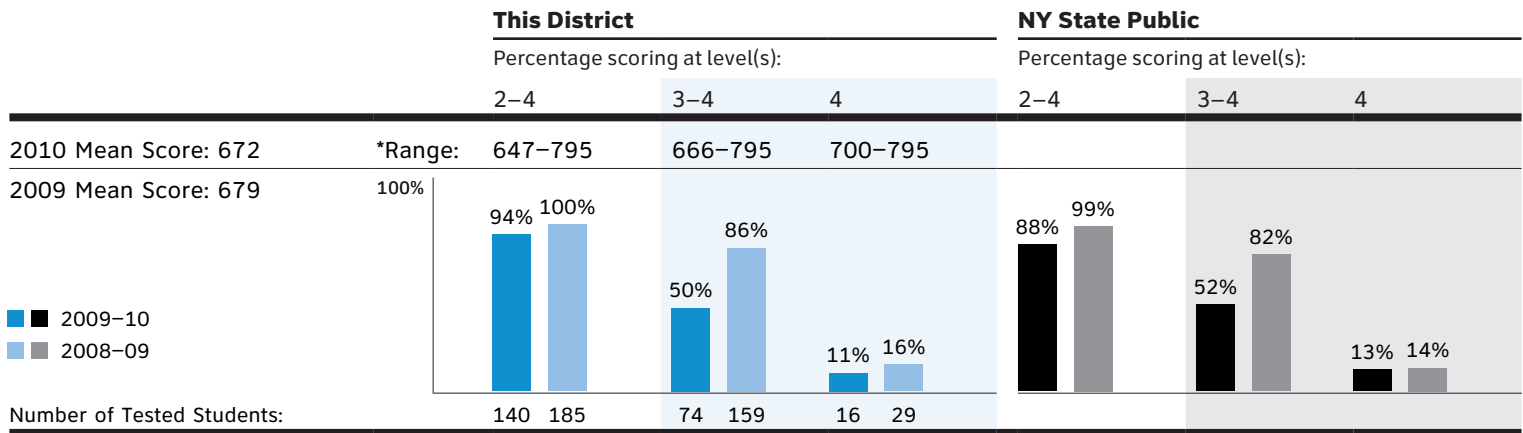 This District NY State Public
Percentage scoring at level(s): Percentage scoring at level(s):
2–4 3–4 4 2–4 3–4 4
2010 Mean Score: 672 *Range: 647–795 666–795 700–795
2009 Mean Score: 679 100%
94% 100% 86% 50% 11% 16% 88% 99% 82% 52% 13% 14%
2009–10
2008–09
Number of Tested Students: 140 185 74 159 16 29